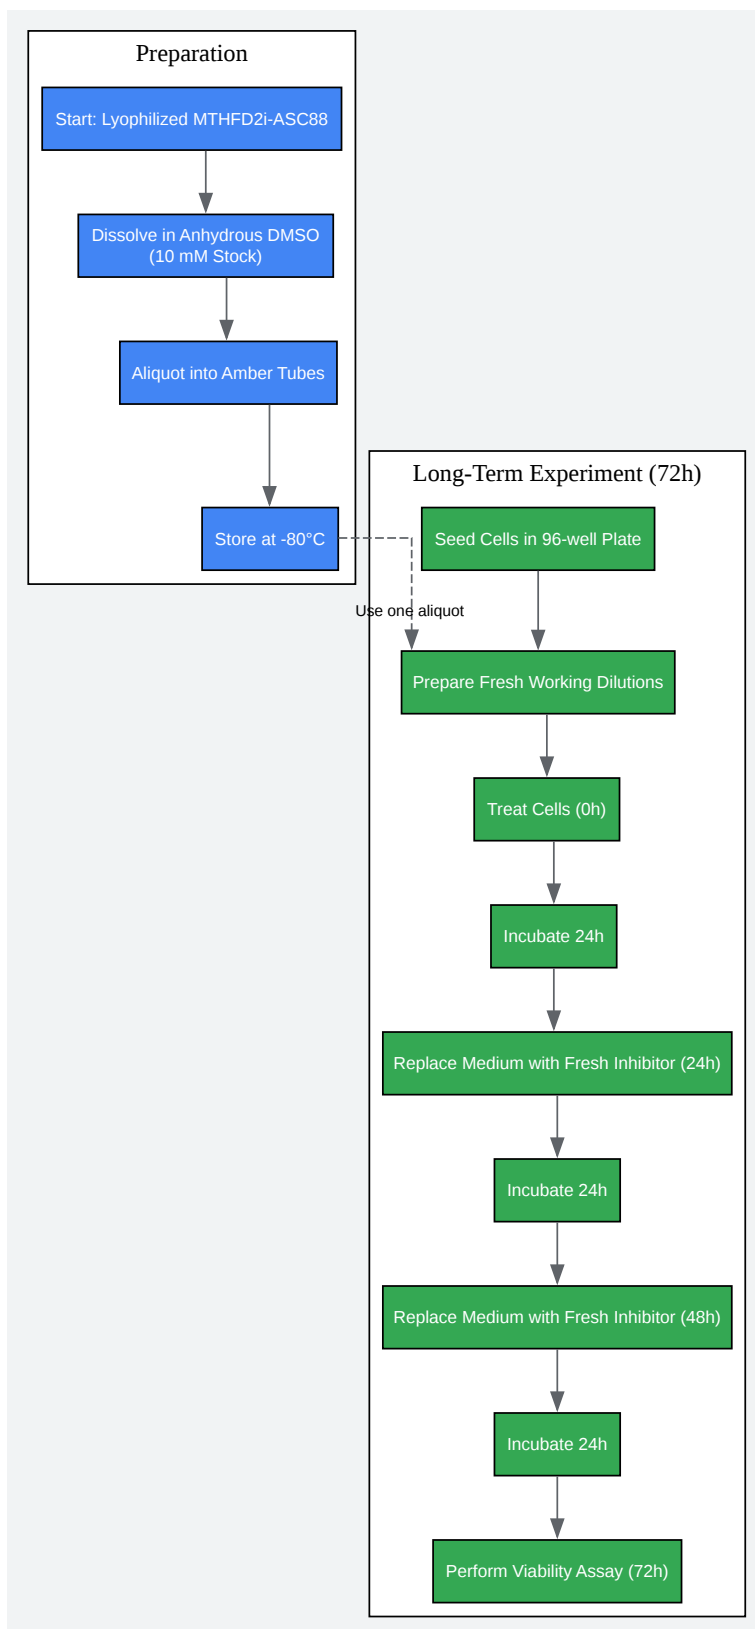 Preparation
Start: Lyophilized MTHFD2i-ASC88
Dissolve in Anhydrous DMSO
(10 mM Stock)
Aliquot into Amber Tubes
Store at -80°C
Use one aliquot
Long-Term Experiment (72h)
Seed Cells in 96-well Plate
Prepare Fresh Working Dilutions
Treat Cells (0h)
Incubate 24h
Replace Medium with Fresh Inhibitor (24h)
Incubate 24h
Replace Medium with Fresh Inhibitor (48h)
Incubate 24h
Perform Viability Assay (72h)